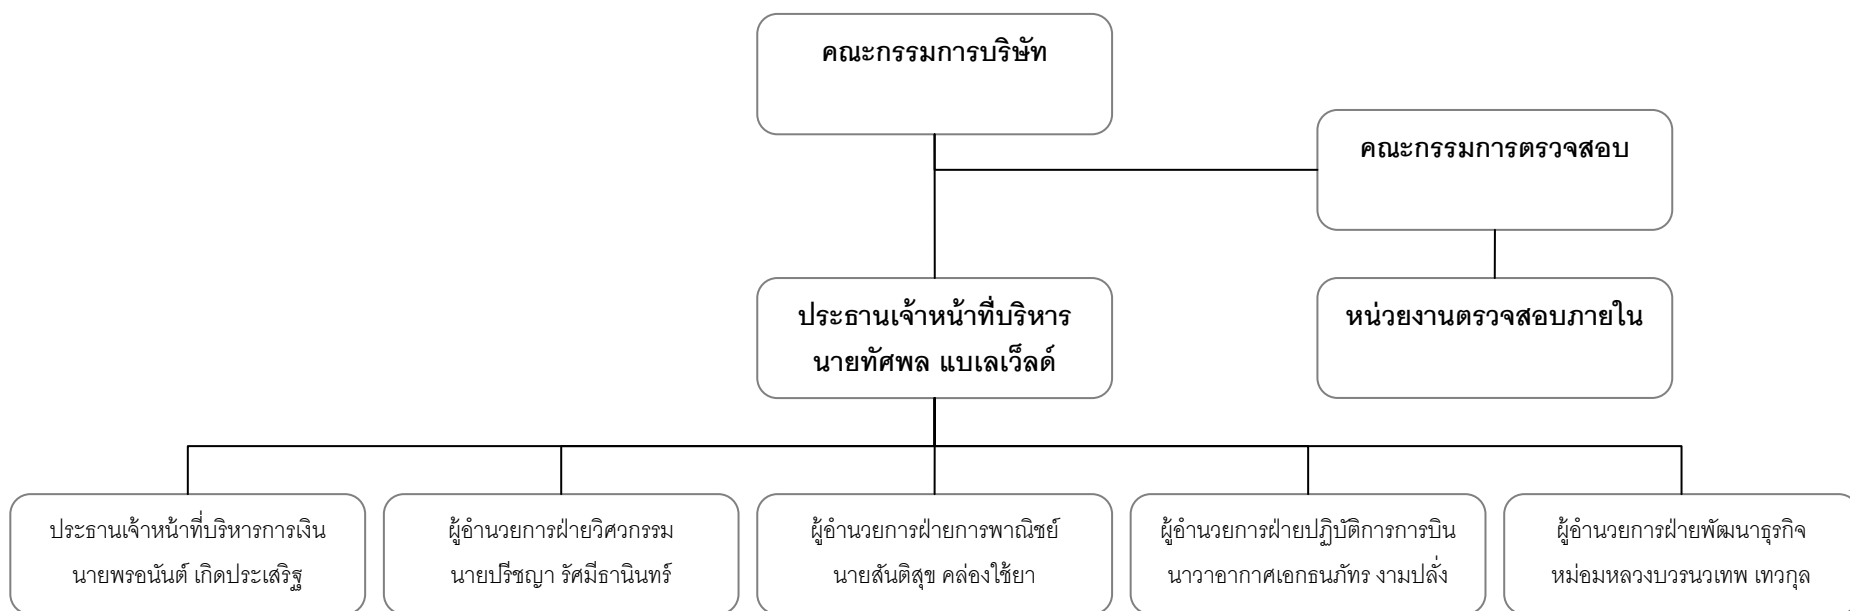 คณะกรรมการบริษัท
คณะกรรมการตรวจสอบ
ประธานเจ้าหน้าที่บริหาร
นายทัศพล แบเลเว็ลด์
หน่วยงานตรวจสอบภายใน
ประธานเจ้าหน้าที่บริหารการเงิน
นายพรอนันต์ เกิดประเสริฐ
ผู้อำนวยการฝ่ายวิศวกรรม
นายปรีชญา รัศมีธานินทร์
ผู้อำนวยการฝ่ายการพาณิชย์
นายสันติสุข คล่องใช้ยา
ผู้อำนวยการฝ่ายปฏิบัติการการบิน
นาวาอากาศเอกธนภัทร งามปลั่ง
ผู้อำนวยการฝ่ายพัฒนาธุรกิจ
หม่อมหลวงบวรนวเทพ เทวกุล